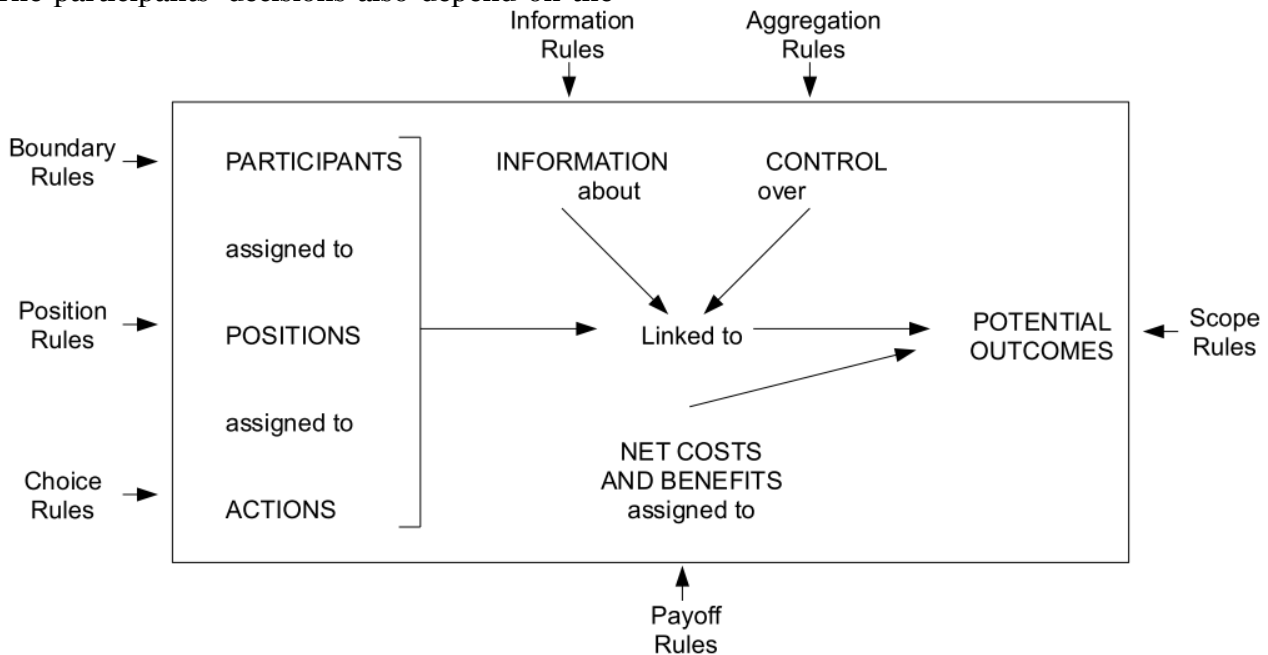 The participants' decisions also depend on the
Information
Rules
Aggregation
Rules
Boundary
Rules
PARTICIPANTS
INFORMATION
about
CONTROL
over
assigned to
Position
Rules
POSITIONS
Linked to
POTENTIAL
OUTCOMES
Scope
Rules
assigned to
NET COSTS
AND BENEFITS
assigned to
Choice
Rules
ACTIONS
Payoff
Rules